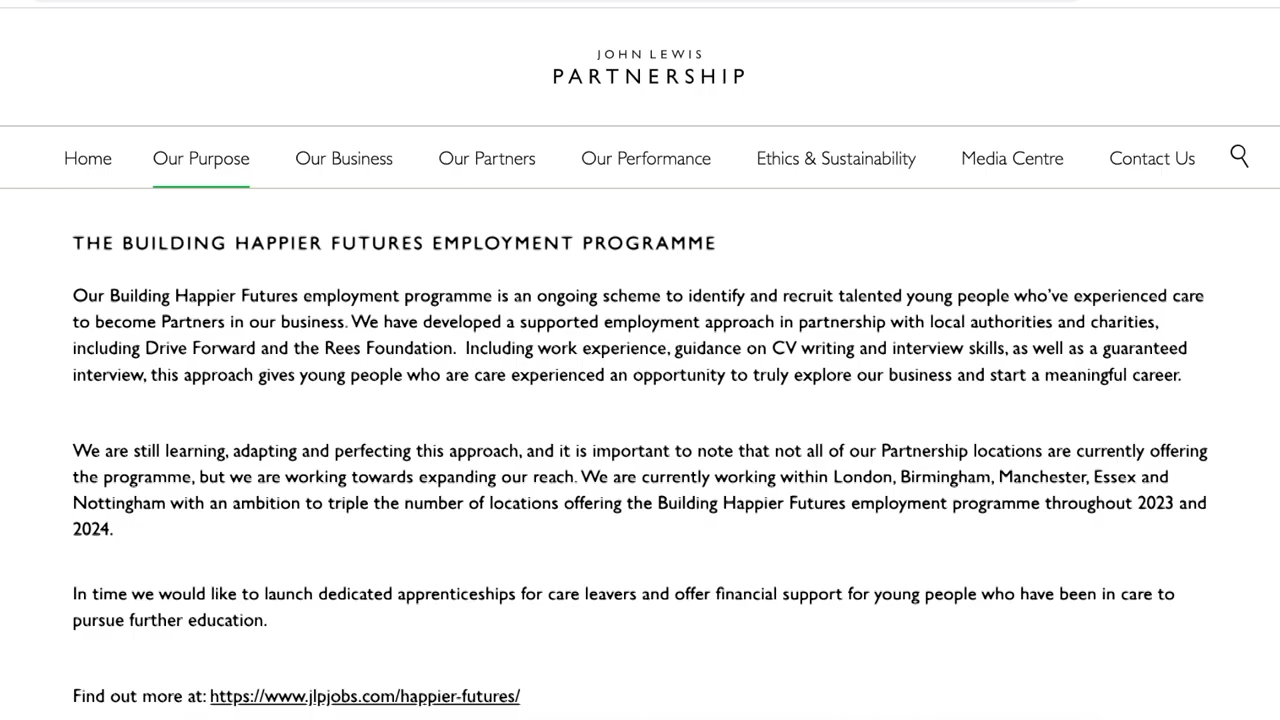 JOHN LEWIS
PARTNERSHIP
Home Our Purpose Our Business Our Partners Our Performance Ethics & Sustainability Media Centre Contact Us
THE BUILDING HAPPIER FUTURES EMPLOYMENT PROGRAMME
Our Building Happier Futures employment programme is an ongoing scheme to identify and recruit talented young people who've experienced care
to become Partners in our business. We have developed a supported employment approach in partnership with local authorities and charities,
including Drive Forward and the Rees Foundation.  Including work experience, guidance on CV writing and interview skills, as well as a guaranteed
interview, this approach gives young people who are care experienced an opportunity to truly explore our business and start a meaningful career.
We are still learning, adapting and perfecting this approach, and it is important to note that not all of our Partnership locations are currently offering
the programme, but we are working towards expanding our reach. We are currently working within London, Birmingham, Manchester, Essex and
Nottingham with an ambition to triple the number of locations offering the Building Happier Futures employment programme throughout 2023 and
2024.
In time we would like to launch dedicated apprenticeships for care leavers and offer financial support for young people who have been in care to
pursue further education.
Find out more at: https://www.jlpjobs.com/happier-futures/